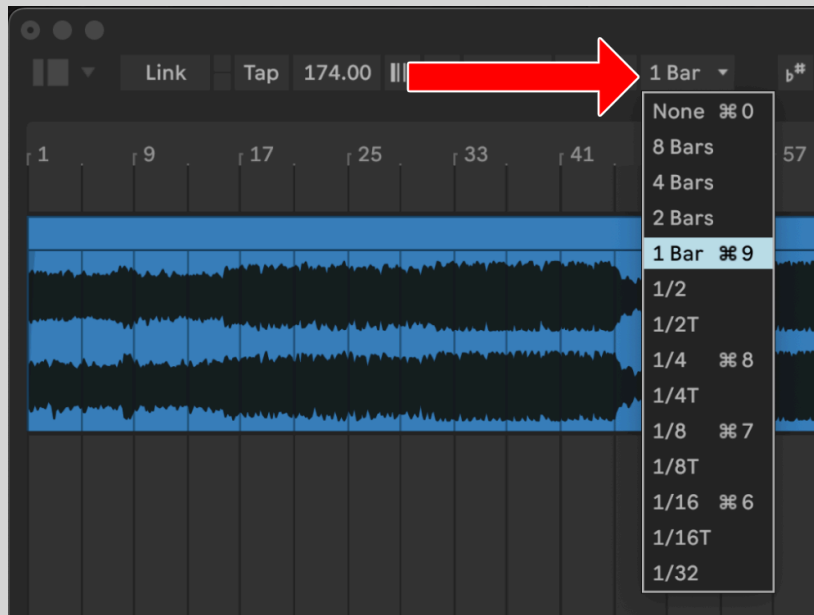 Link Tap 174.00 1 Bar ♭#
1 9 17 25 33 41 57
None ⌘0
8 Bars
4 Bars
2 Bars
1 Bar ⌘9
1/2
1/2T
1/4 ⌘8
1/4T
1/8 ⌘7
1/8T
1/16 ⌘6
1/16T
1/32